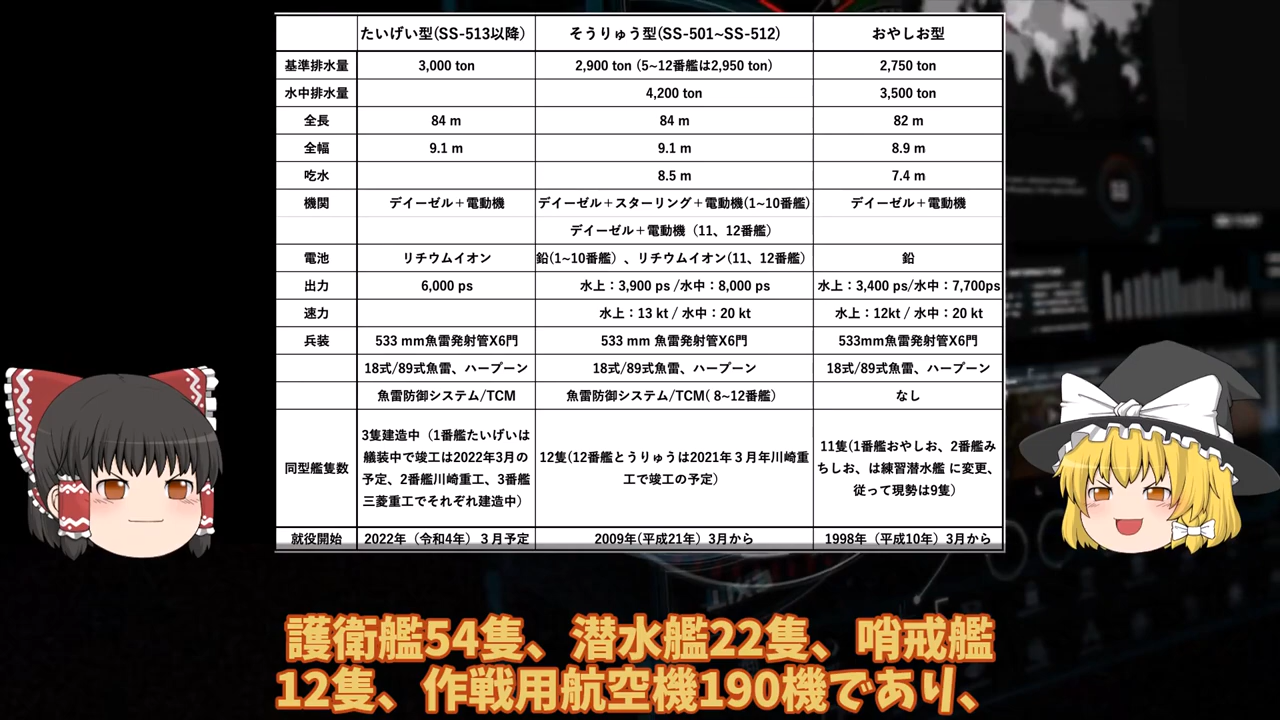 たいげい型(SS-513以降) そうりゅう型(SS-501~SS-512) おやしお型
基準排水量 3,000 ton 2,900 ton (5~12番艦は2,950 ton) 2,750 ton
水中排水量 4,200 ton 3,500 ton
全長 84 m 84 m 82 m
全幅 9.1 m 9.1 m 8.9 m
吃水 8.5 m 7.4 m
機関 デイーゼル＋電動機 デイーゼル＋スターリング＋電動機(1~10番艦) デイーゼル＋電動機
デイーゼル＋電動機（11、12番艦）
電池 リチウムイオン 鉛(1~10番艦）、リチウムイオン(11、12番艦) 鉛
出力 6,000 ps 水上：3,900 ps /水中：8,000 ps 水上：3,400 ps/水中：7,700ps
速力 水上：13 kt / 水中：20 kt 水上：12kt / 水中：20 kt
兵装 533 mm魚雷発射管X6門 533 mm 魚雷発射管X6門 533mm魚雷発射管X6門
18式/89式魚雷、ハープーン 18式/89式魚雷、ハープーン 18式/89式魚雷、ハープーン
魚雷防御システム/TCM 魚雷防御システム/TCM( 8~12番艦) なし
同型艦隻数
3隻建造中（1番艦たいげいは
艤装中で竣工は2022年3月の
予定、2番艦川崎重工、3番艦
三菱重工でそれぞれ建造中）
12隻(12番艦とうりゅうは2021年３月年川崎重
工で竣工の予定）
11隻(1番艦おやしお、2番艦み
ちしお、は練習潜水艦 に変更、
従って現勢は9隻）
就役開始 2022年（令和4年）３月予定 2009年(平成21年）3月から 1998年（平成10年）3月から
護衛艦54隻、潜水艦22隻、哨戒艦
12隻、作戦用航空機190機であり、